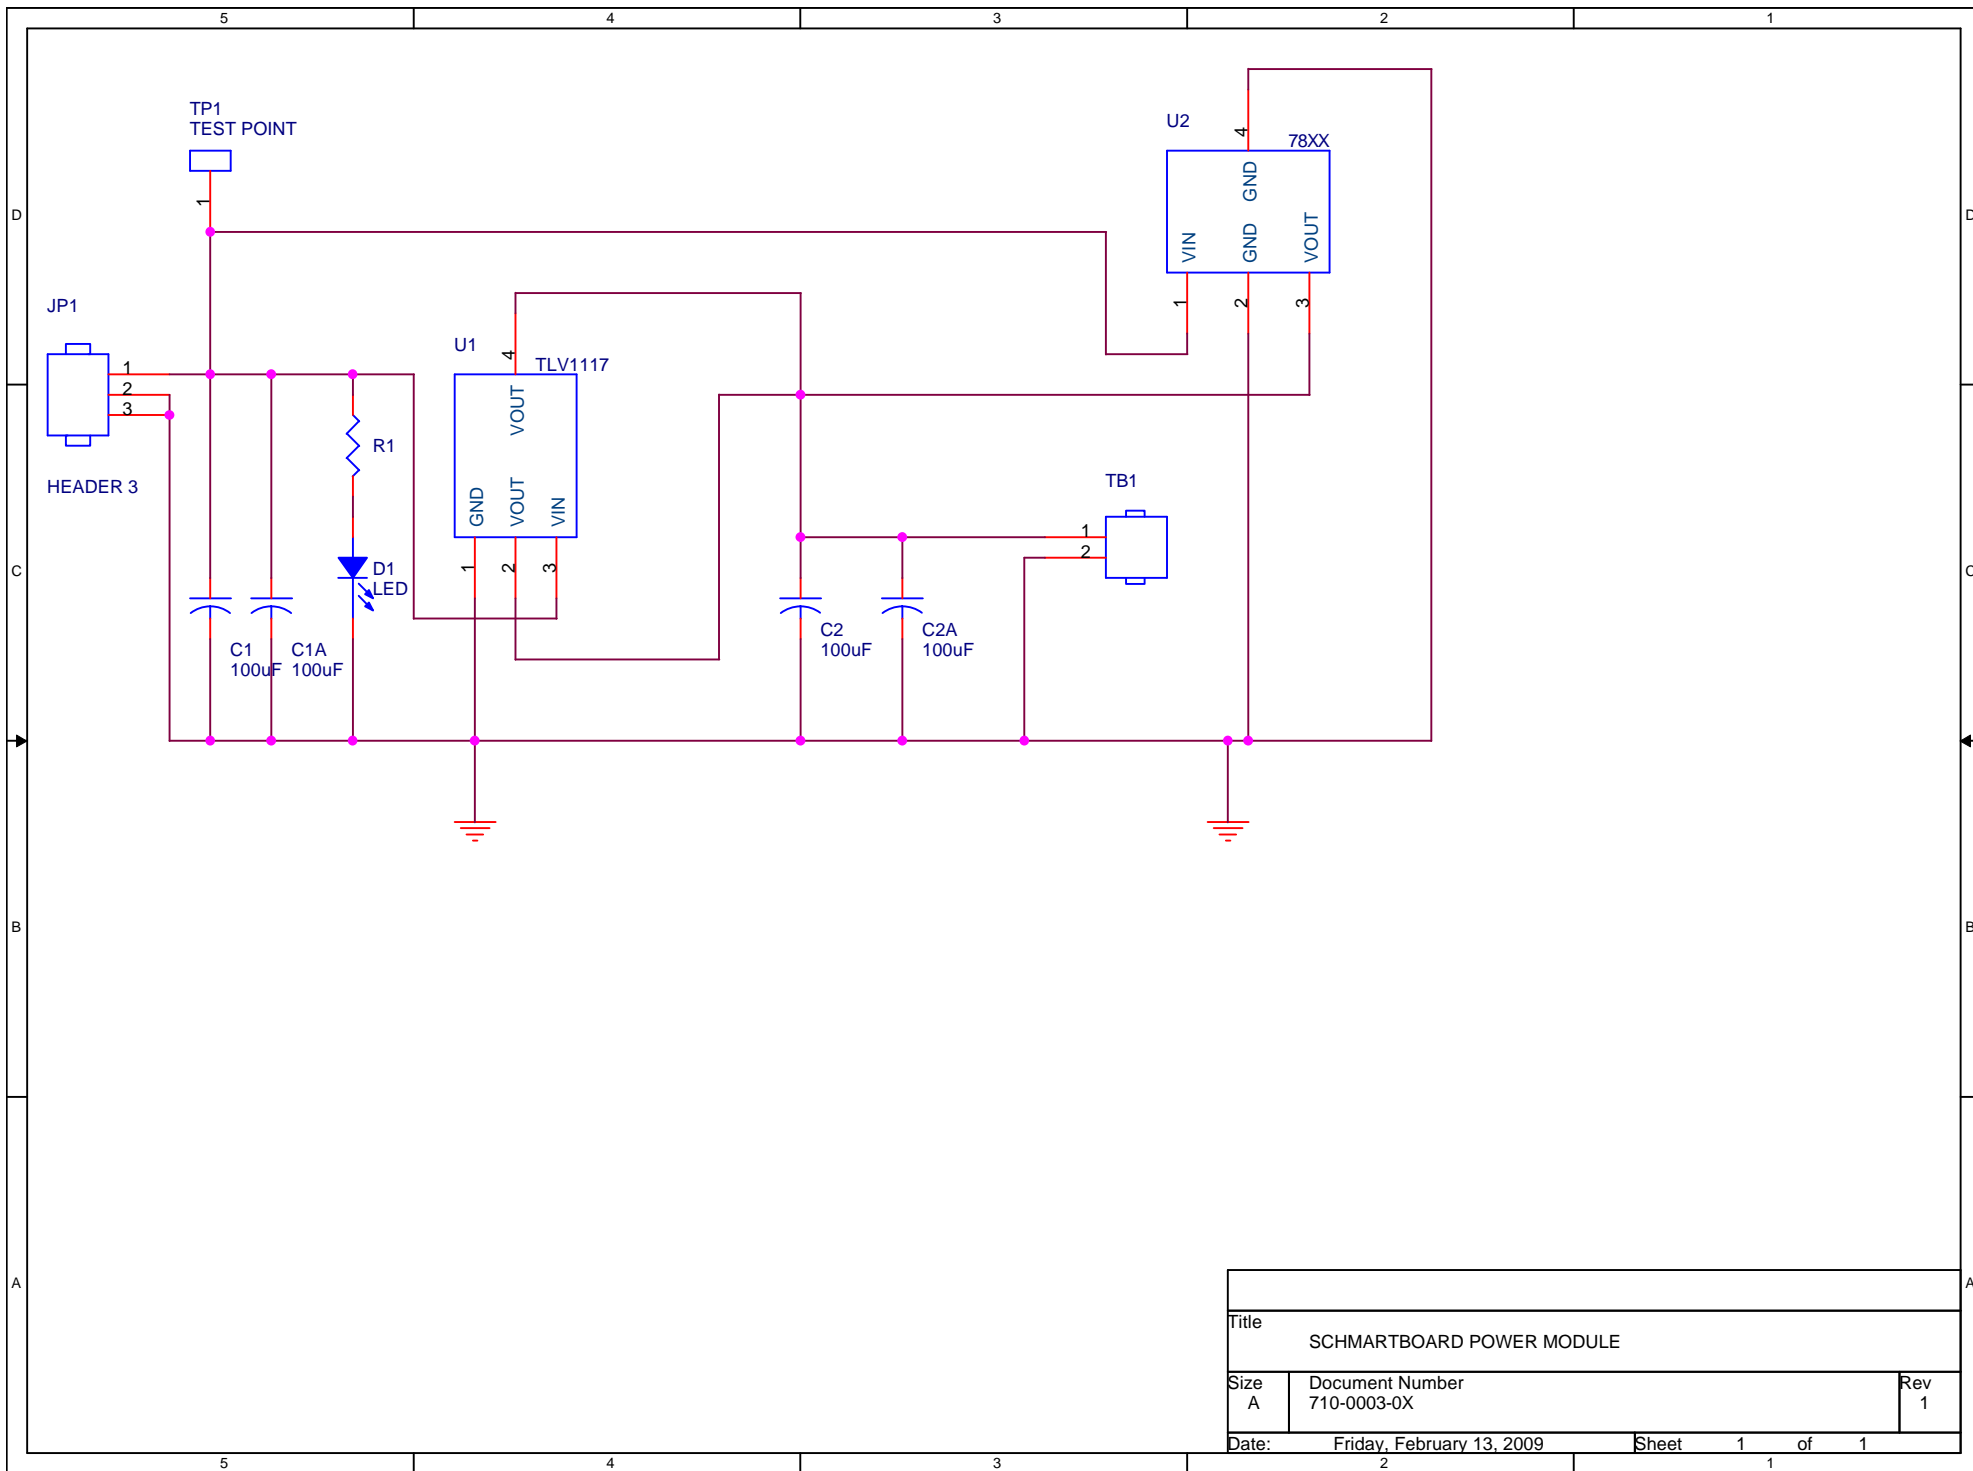 5 4 3 2 1
TP1
TEST POINT
1
U2
78XX
4
GND
VIN
GND
VOUT
1
2
3
D
D
JP1
1
2
3
HEADER 3
U1
TLV1117
4
VOUT
GND
VOUT
VIN
1
2
3
R1
D1
LED
TB1
1
2
C
C
C1
100uF
C1A
100uF
C2
100uF
C2A
100uF
B
B
A
A
Title
SCHMARTBOARD POWER MODULE
Size
A
Document Number
710-0003-0X
Rev
1
Date: Friday, February 13, 2009
Sheet 1 of 1
5 4 3 2 1